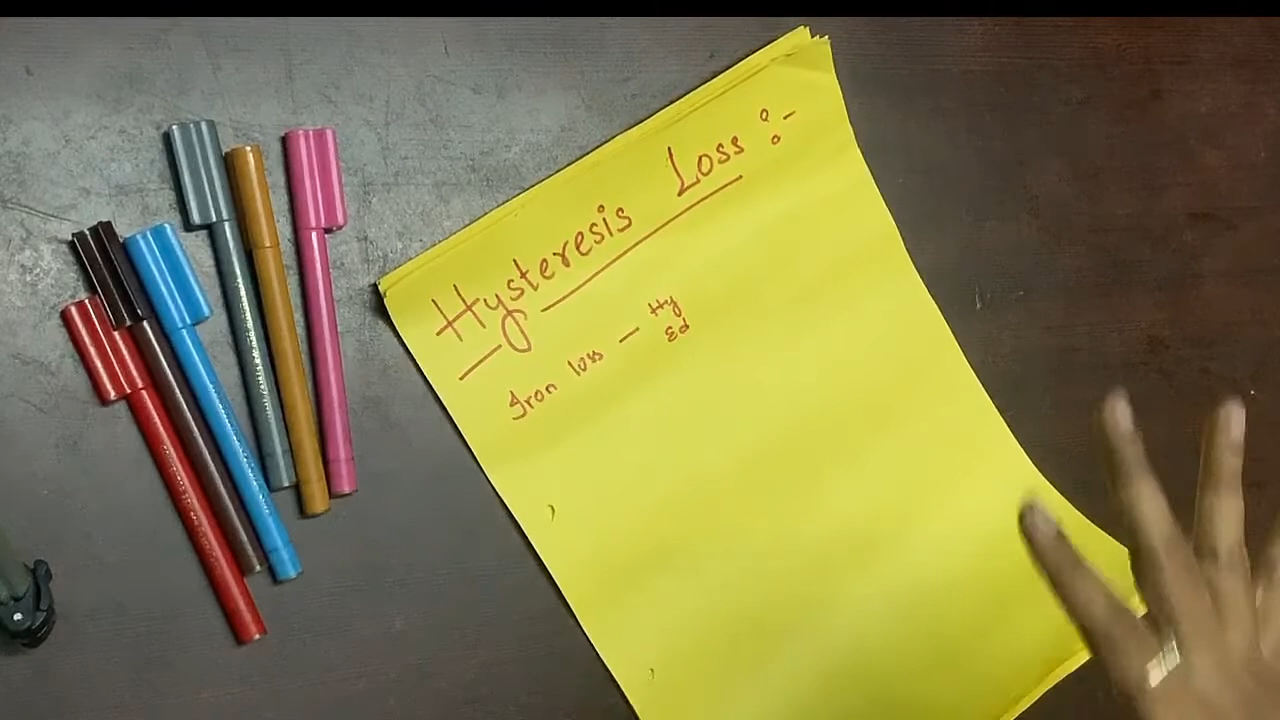 Hysteresis Loss :-
Iron loss — Hy
Ed